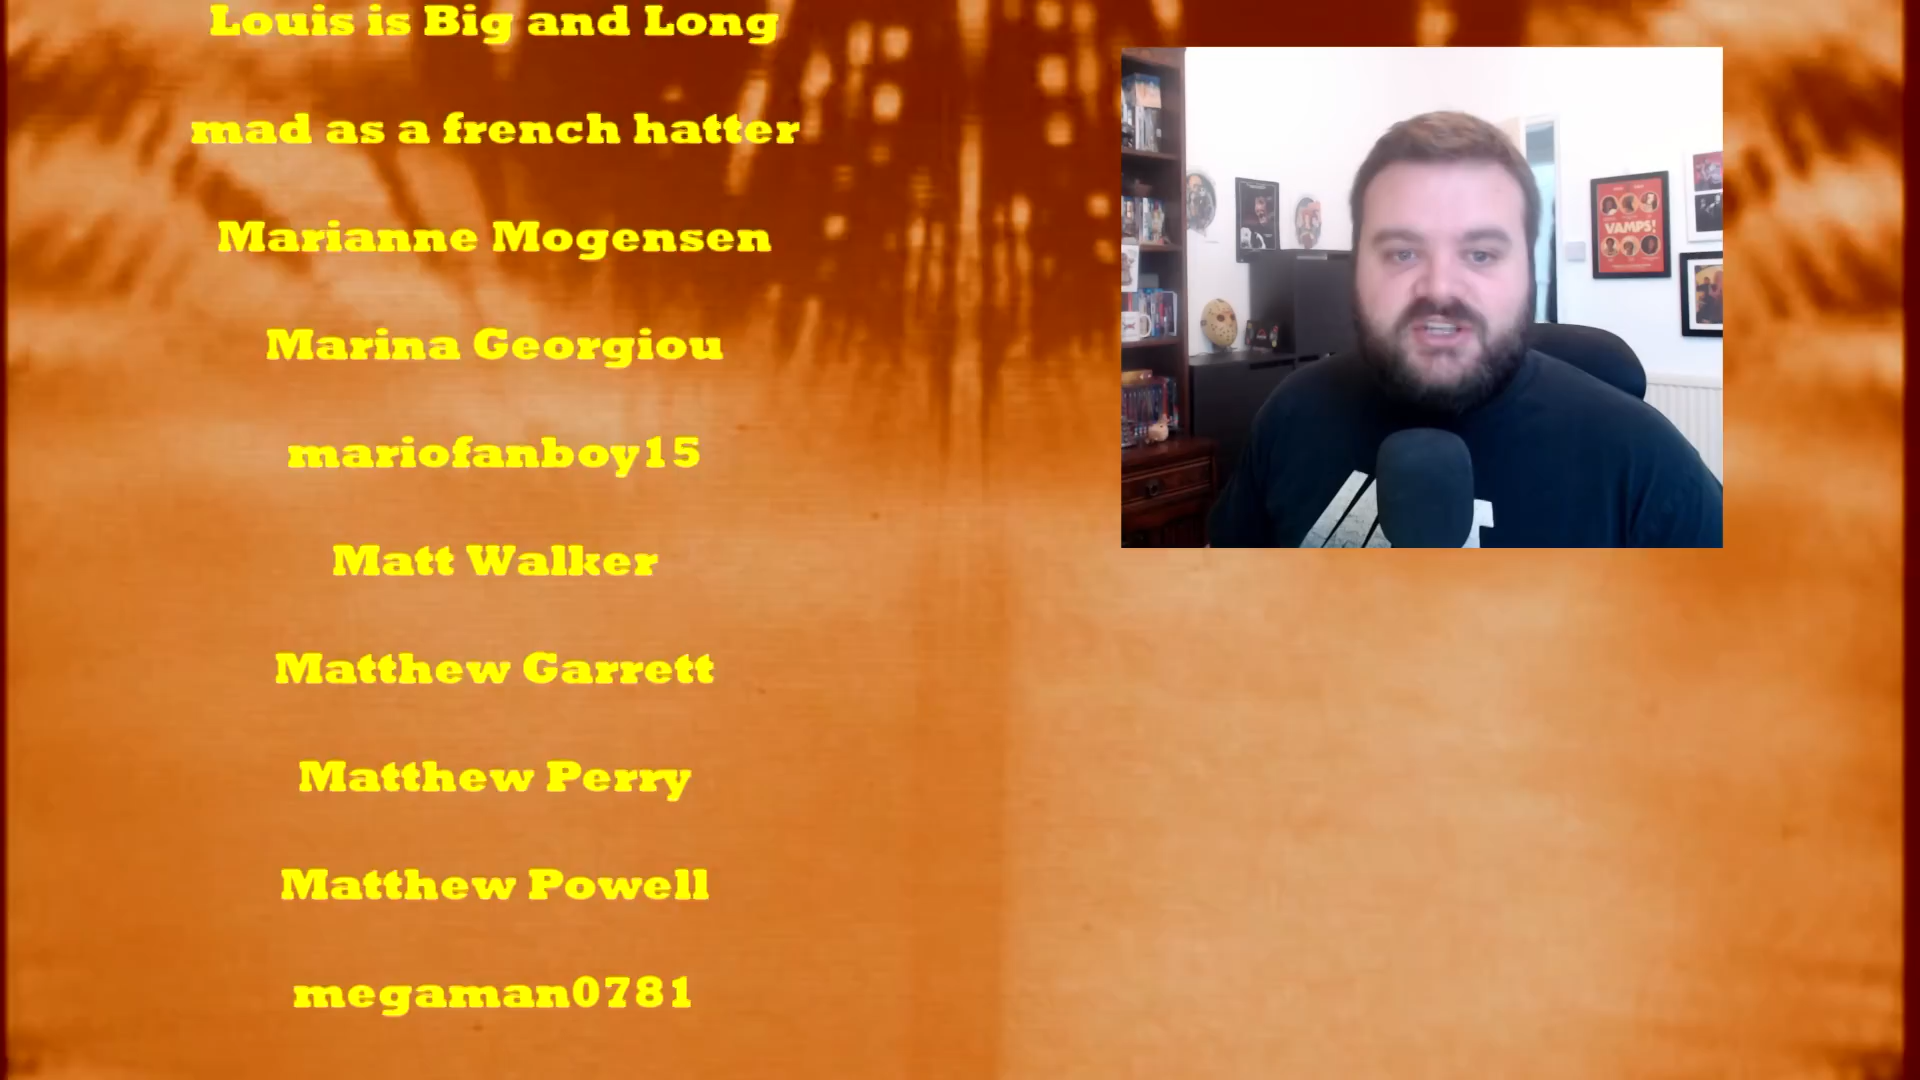 Louis is Big and Long
mad as a french hatter
Marianne Mogensen
Marina Georgiou
mariofanboy15
Matt Walker
Matthew Garrett
Matthew Perry
Matthew Powell
megaman0781
VAMPS!